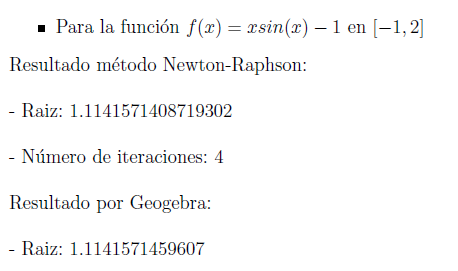 ▪ Para la función f(x) = xsin(x) − 1 en [−1, 2]
Resultado método Newton-Raphson:
- Raiz: 1.1141571408719302
- Número de iteraciones: 4
Resultado por Geogebra:
- Raiz: 1.1141571459607